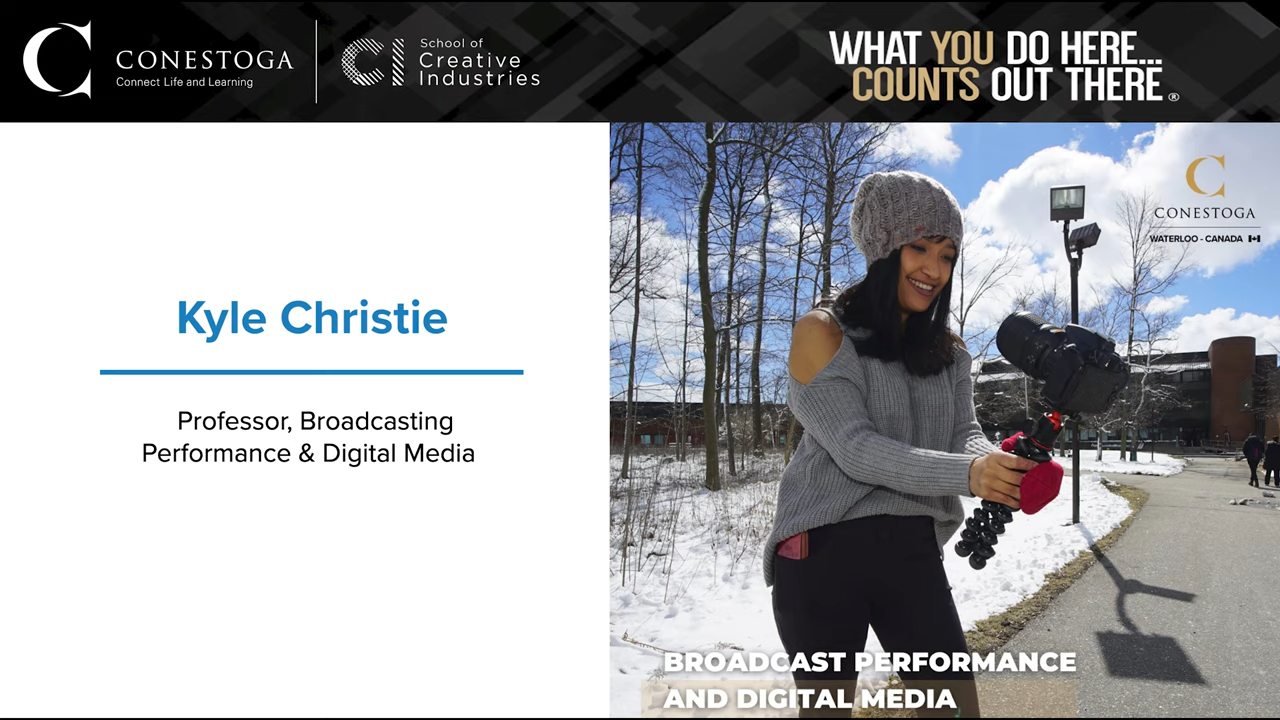 CONESTOGA
Connect Life and Learning
CI
School of
Creative
Industries
WHAT YOU DO HERE...
COUNTS OUT THERE®
Kyle Christie
Professor, Broadcasting
Performance & Digital Media
C
CONESTOGA
WATERLOO - CANADA
BROADCAST PERFORMANCE
AND DIGITAL MEDIA